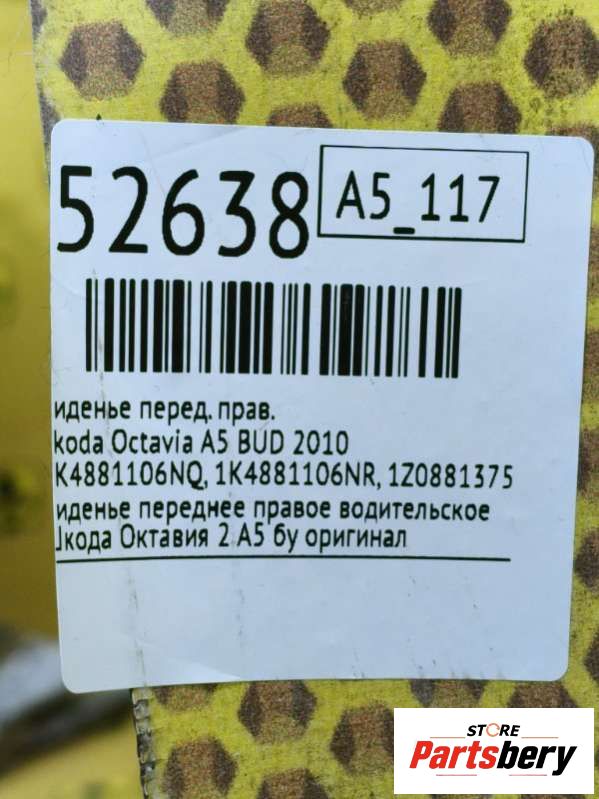 52638
A5_117
иденье перед. прав.
koda Octavia A5 BUD 2010
K4881106NQ, 1K4881106NR, 1Z0881375
иденье переднее правое водительское
кода Октавия 2 А5 бу оригинал
STORE
Partsbery